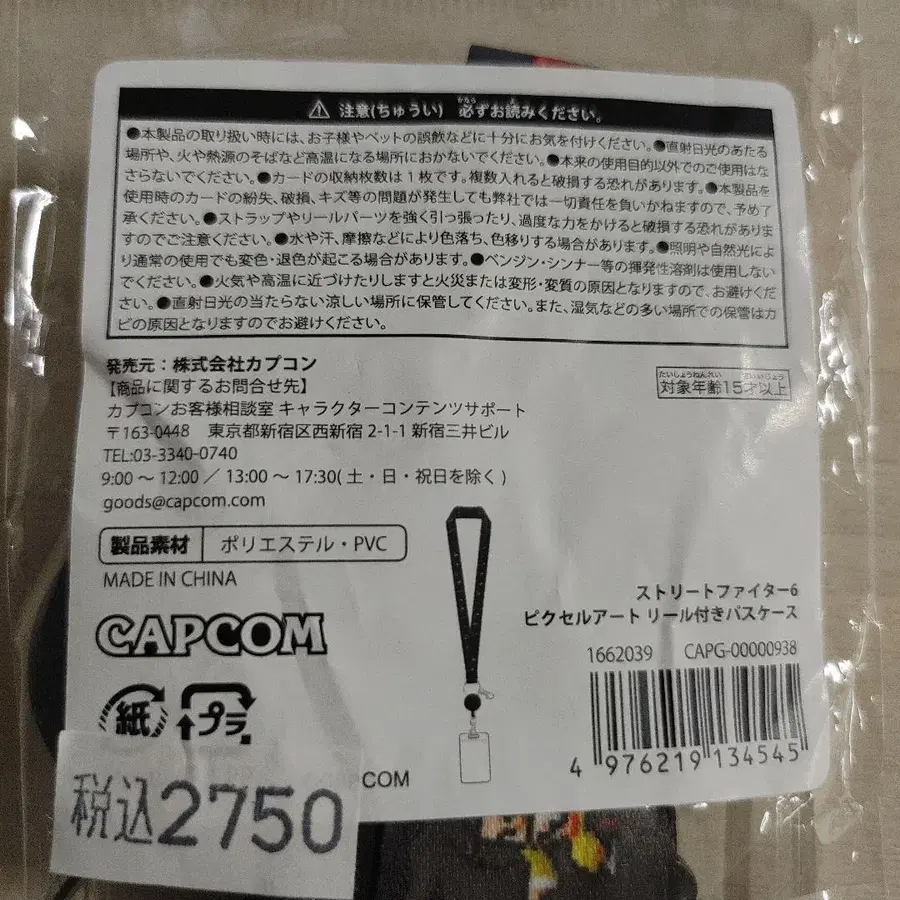 注意(ちゅうい) 必ずお読みください。
●本製品の取り扱い時には、お子様やペットの誤飲などに十分にお気を付けください。●直射日光のあたる
場所や、火や熱源のそばなど高温になる場所におかないでください。●本来の使用目的以外でのご使用はな
さらないでください。●カードの収納枚数は1枚です。複数入れると破損する恐れがあります。●本製品を
使用時のカードの紛失、破損、キズ等の問題が発生しても弊社では一切責任を負いかねますので、予めご了
承ください。●ストラップやリールパーツを強く引っ張ったり、過度な力をかけると破損する恐れがありま
すのでご注意ください。●水や汗、摩擦などにより色落ち、色移りする場合があります。●照明や自然光によ
り通常の使用でも変色・退色が起こる場合があります。●ベンジン・シンナー等の揮発性溶剤は使用しない
でください。●火気や高温に近づけたりしますと火災または変形・変質の原因となりますので、お避けくだ
さい。●直射日光の当たらない涼しい場所に保管してください。また、湿気などの多い場所での保管はカ
ビの原因となりますのでお避けください。
発売元：株式会社カプコン
【商品に関するお問合せ先】
カプコンお客様相談室 キャラクターコンテンツサポート
〒163-0448 東京都新宿区西新宿 2-1-1 新宿三井ビル
TEL:03-3340-0740
9:00 ～ 12:00 / 13:00 ～ 17:30( 土・日・祝日を除く )
goods@capcom.com
たいしょうねんれい さいいじょう
対象年齢15才以上
製品素材 ポリエステル・PVC
MADE IN CHINA
CAPCOM
紙 プラ
ストリートファイター6
ピクセルアート リール付きパスケース
1662039 CAPG-00000938
4 976219 134545
COM
税込2750